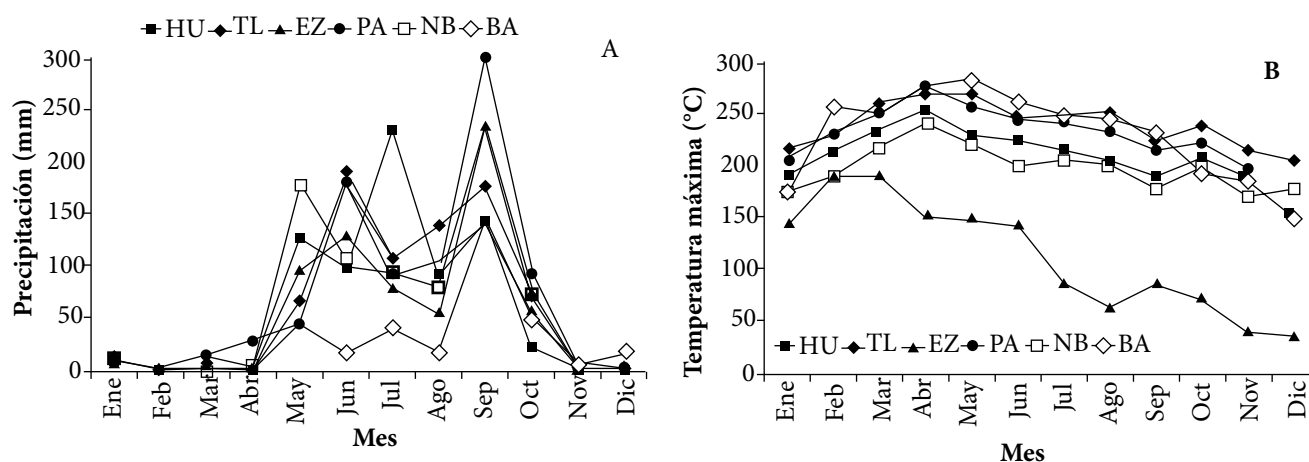 HU TL EZ PA NB BA
A
Precipitación (mm)
300
250
200
150
100
50
0
Ene Feb Mar Abr May Jun Jul Ago Sep Oct Nov Dic
Mes
B
Temperatura máxima (°C)
300
250
200
150
100
50
0
HU TL EZ PA NB BA
Ene Feb Mar Abr May Jun Jul Ago Sep Oct Nov Dic
Mes